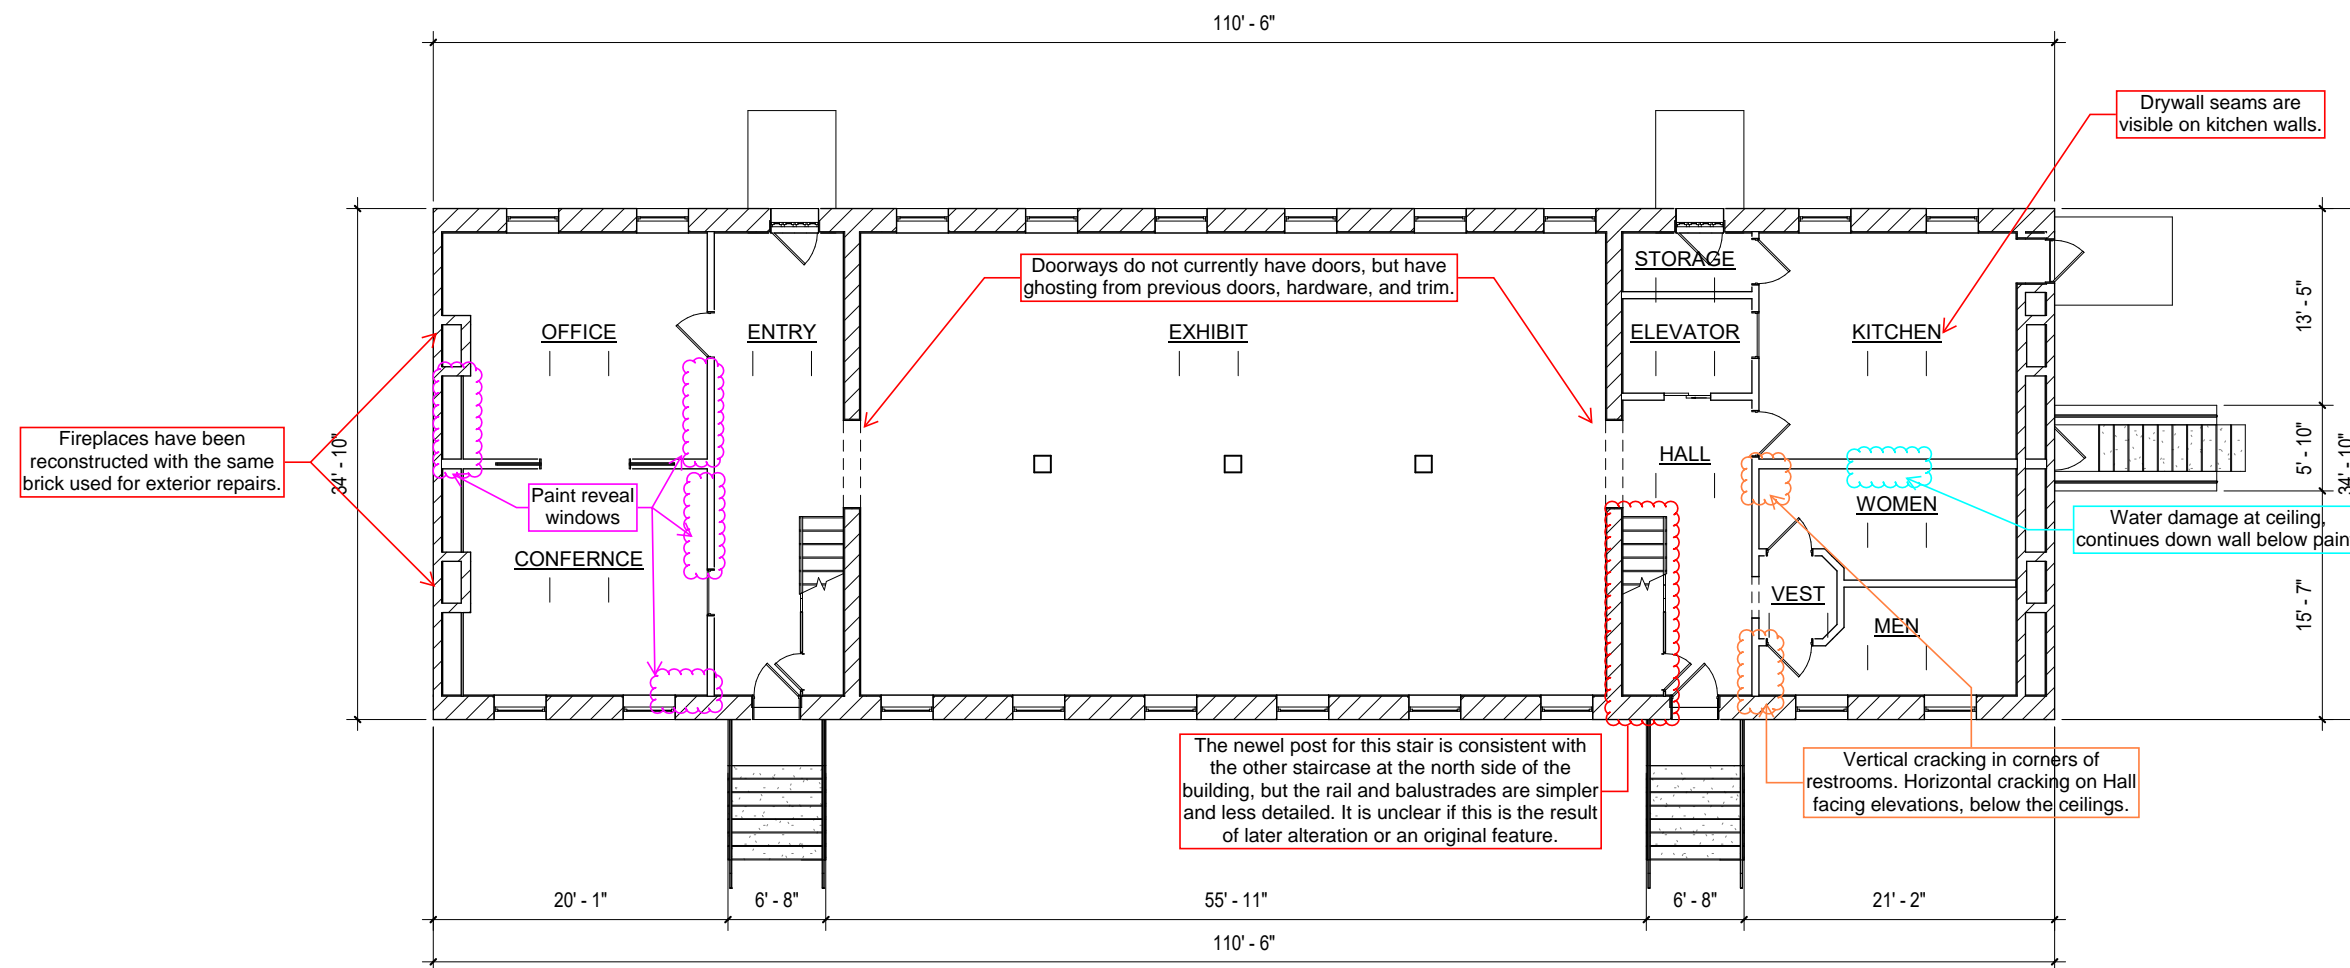 110' - 6"
Drywall seams are
visible on kitchen walls.
Doorways do not currently have doors, but have
ghosting from previous doors, hardware, and trim.
STORAGE
OFFICE
ENTRY
EXHIBIT
ELEVATOR
KITCHEN
13' - 5"
Fireplaces have been
reconstructed with the same
brick used for exterior repairs.
34' - 10"
HALL
5' - 10"
34' - 10"
Paint reveal
windows
WOMEN
Water damage at ceiling,
continues down wall below pain
CONFERNCE
VEST
MEN
15' - 7"
The newel post for this stair is consistent with
the other staircase at the north side of the
building, but the rail and balustrades are simpler
and less detailed. It is unclear if this is the result
of later alteration or an original feature.
Vertical cracking in corners of
restrooms. Horizontal cracking on Hall
facing elevations, below the ceilings.
20' - 1"
6' - 8"
55' - 11"
6' - 8"
21' - 2"
110' - 6"